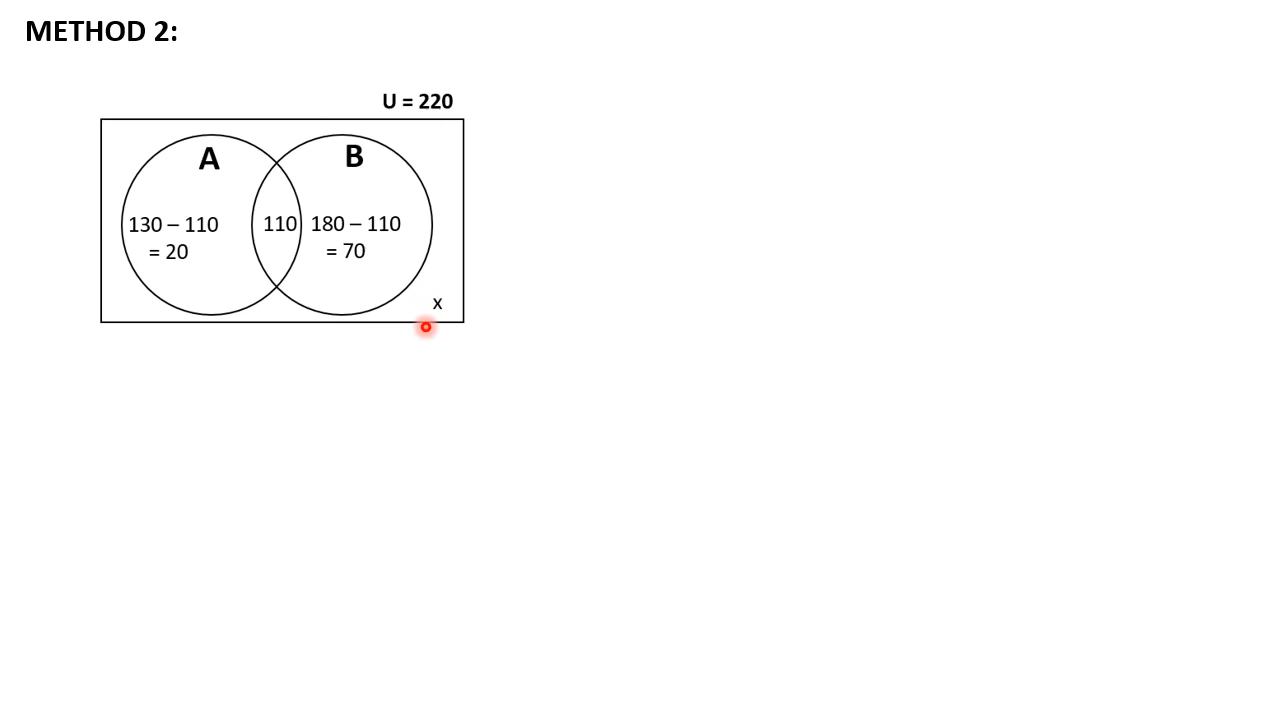 METHOD 2:
U = 220
A
B
130 – 110
= 20
110
180 – 110
= 70
x